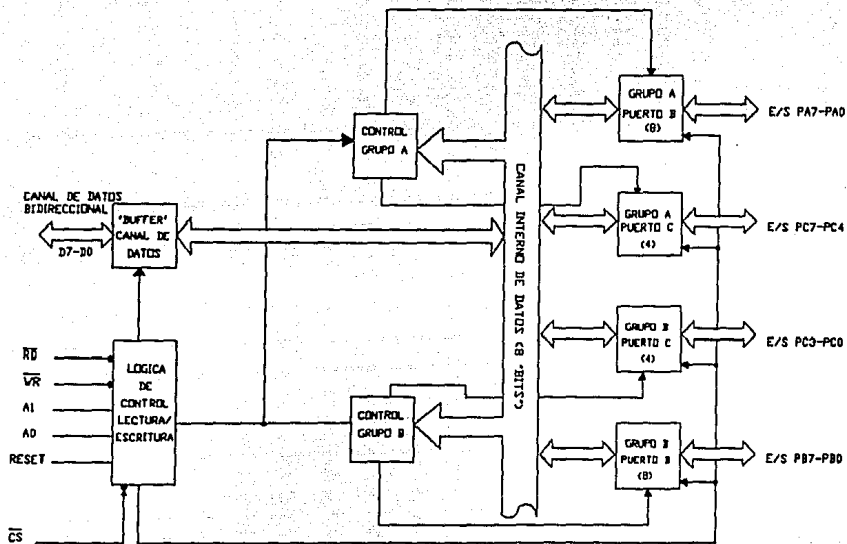 GRUPO A
PUERTO B
(8)
E/S PA7-PA0
CONTROL
GRUPO A
CANAL INTERNO DE DATOS (8 "BITS")
CANAL DE DATOS
BIDIRECCIONAL
D7-D0
"BUFFER"
CANAL DE
DATOS
GRUPO A
PUERTO C
(4)
E/S PC7-PC4
GRUPO B
PUERTO C
(4)
E/S PC3-PC0
RD
WR
A1
A0
RESET
CS
LOGICA
DE
CONTROL
LECTURA/
ESCRITURA
CONTROL
GRUPO B
GRUPO B
PUERTO B
(8)
E/S PB7-PB0